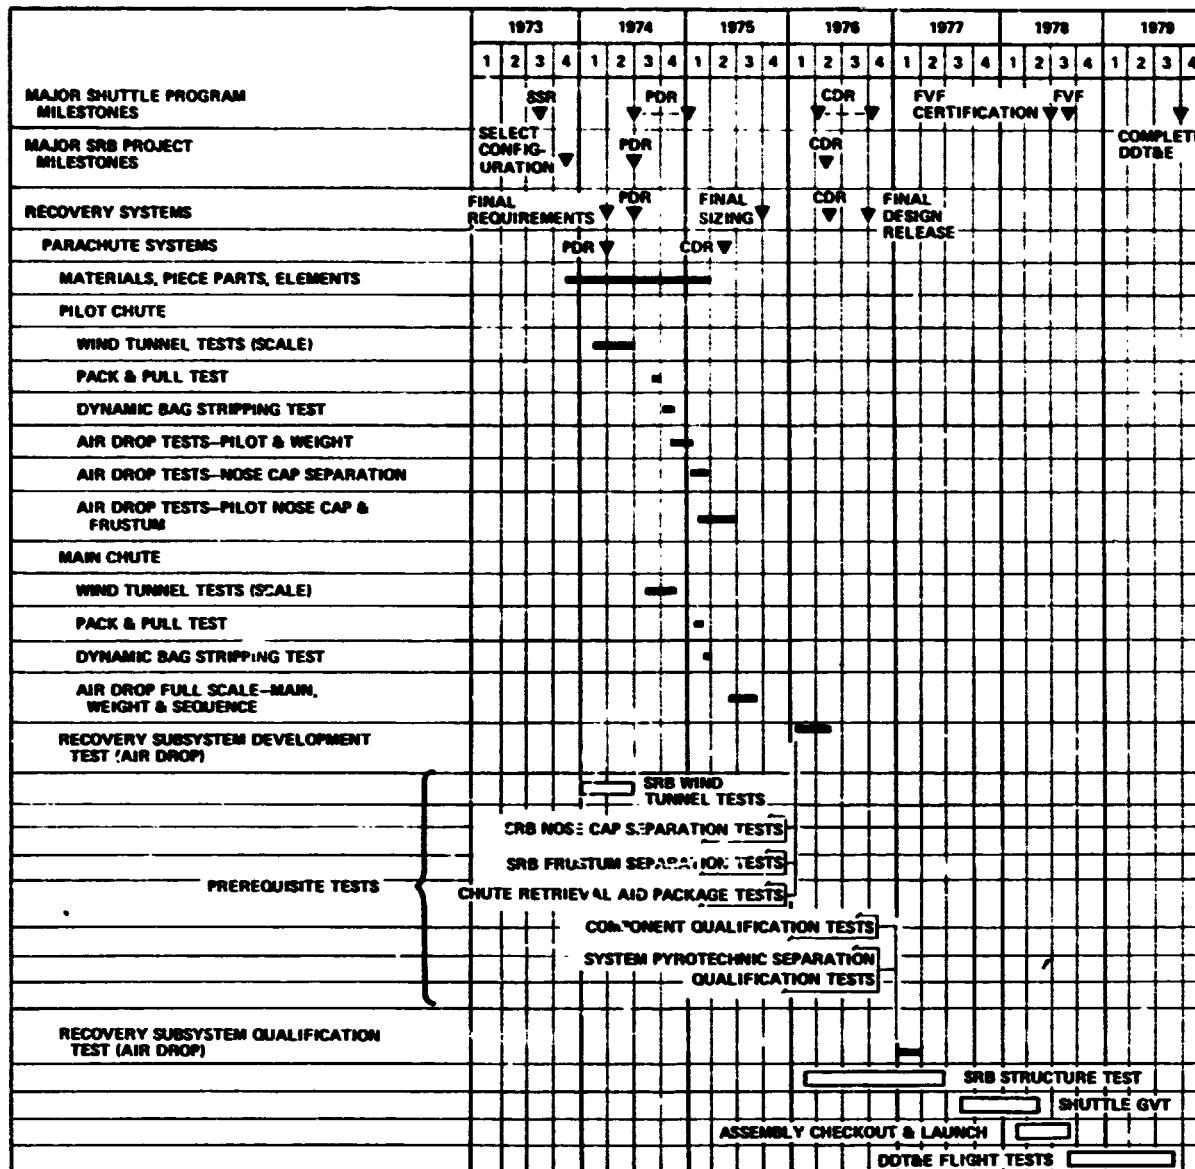 1973 1974 1975 1976 1977 1978 1979
1 2 3 4 1 2 3 4 1 2 3 4 1 2 3 4 1 2 3 4 1 2 3 4 1 2 3 4
MAJOR SHUTTLE PROGRAM
MILESTONES
SSR PDR CDR FVF
CERTIFICATION FVF
MAJOR SRB PROJECT
MILESTONES
SELECT
CONFIG-
URATION
PDR CDR COMPLETE
DDT&E
RECOVERY SYSTEMS
FINAL
REQUIREMENTS
PDR FINAL
SIZING
CDR FINAL
DESIGN
RELEASE
PARACHUTE SYSTEMS PDR CDR
MATERIALS, PIECE PARTS, ELEMENTS
PILOT CHUTE
WIND TUNNEL TESTS (SCALE)
PACK & PULL TEST
DYNAMIC BAG STRIPPING TEST
AIR DROP TESTS—PILOT & WEIGHT
AIR DROP TESTS—NOSE CAP SEPARATION
AIR DROP TESTS—PILOT NOSE CAP &
FRUSTUM
MAIN CHUTE
WIND TUNNEL TESTS (SCALE)
PACK & PULL TEST
DYNAMIC BAG STRIPPING TEST
AIR DROP FULL SCALE—MAIN,
WEIGHT & SEQUENCE
RECOVERY SUBSYSTEM DEVELOPMENT
TEST (AIR DROP)
SRB WIND
TUNNEL TESTS
SRB NOSE CAP SEPARATION TESTS
SRB FRUSTUM SEPARATION TESTS
PREREQUISITE TESTS
CHUTE RETRIEVAL AID PACKAGE TESTS
COMPONENT QUALIFICATION TESTS
SYSTEM PYROTECHNIC SEPARATION
QUALIFICATION TESTS
RECOVERY SUBSYSTEM QUALIFICATION
TEST (AIR DROP)
SRB STRUCTURE TEST
SHUTTLE GVT
ASSEMBLY CHECKOUT & LAUNCH
DDT&E FLIGHT TESTS